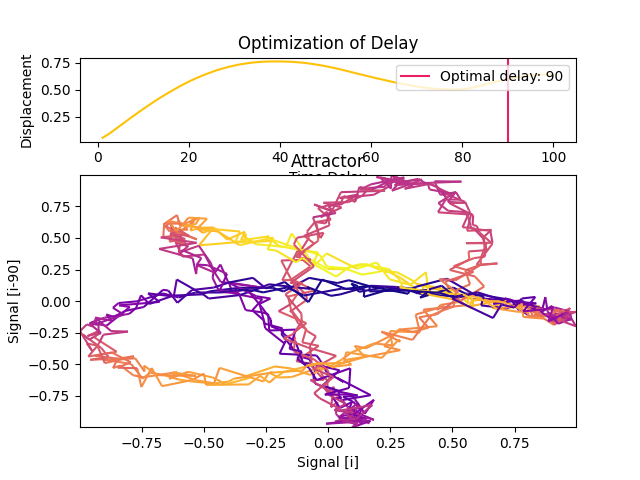 Optimization of Delay
Displacement
0.75
0.50
0.25
Optimal delay: 90
0 20 40 60 80 100
Time Delay
Attractor
Signal [i-90]
0.75
0.50
0.25
0.00
−0.25
−0.50
−0.75
−0.75 −0.50 −0.25 0.00 0.25 0.50 0.75
Signal [i]